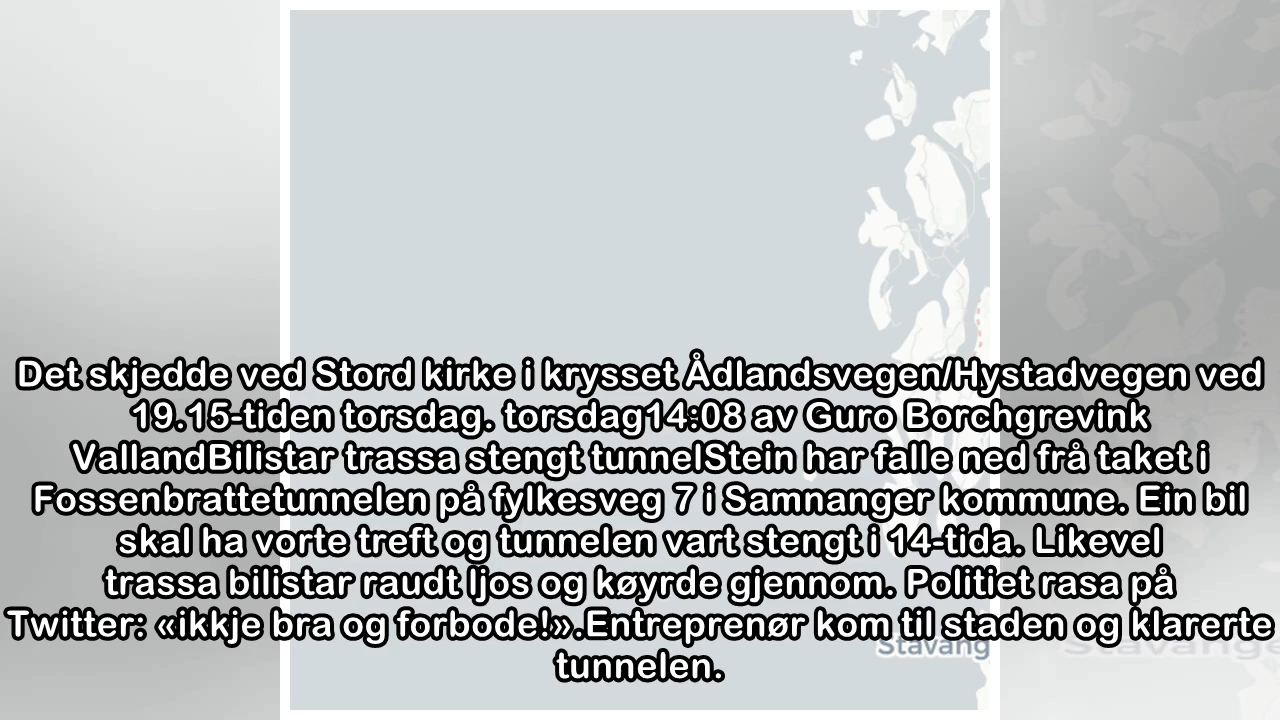 Det skjedde ved Stord kirke i krysset Ådlandsvegen/Hystadvegen ved
19.15-tiden torsdag. torsdag14:08 av Guro Borchgrevink
VallandBilistar trassa stengt tunnelStein har falle ned frå taket i
Fossenbrattetunnelen på fylkesveg 7 i Samnanger kommune. Ein bil
skal ha vorte treft og tunnelen vart stengt i 14-tida. Likevel
trassa bilistar raudt ljos og køyrde gjennom. Politiet rasa på
Twitter: «ikkje bra og forbode!».Entreprenør kom til staden og klarerte
tunnelen.
Stavang